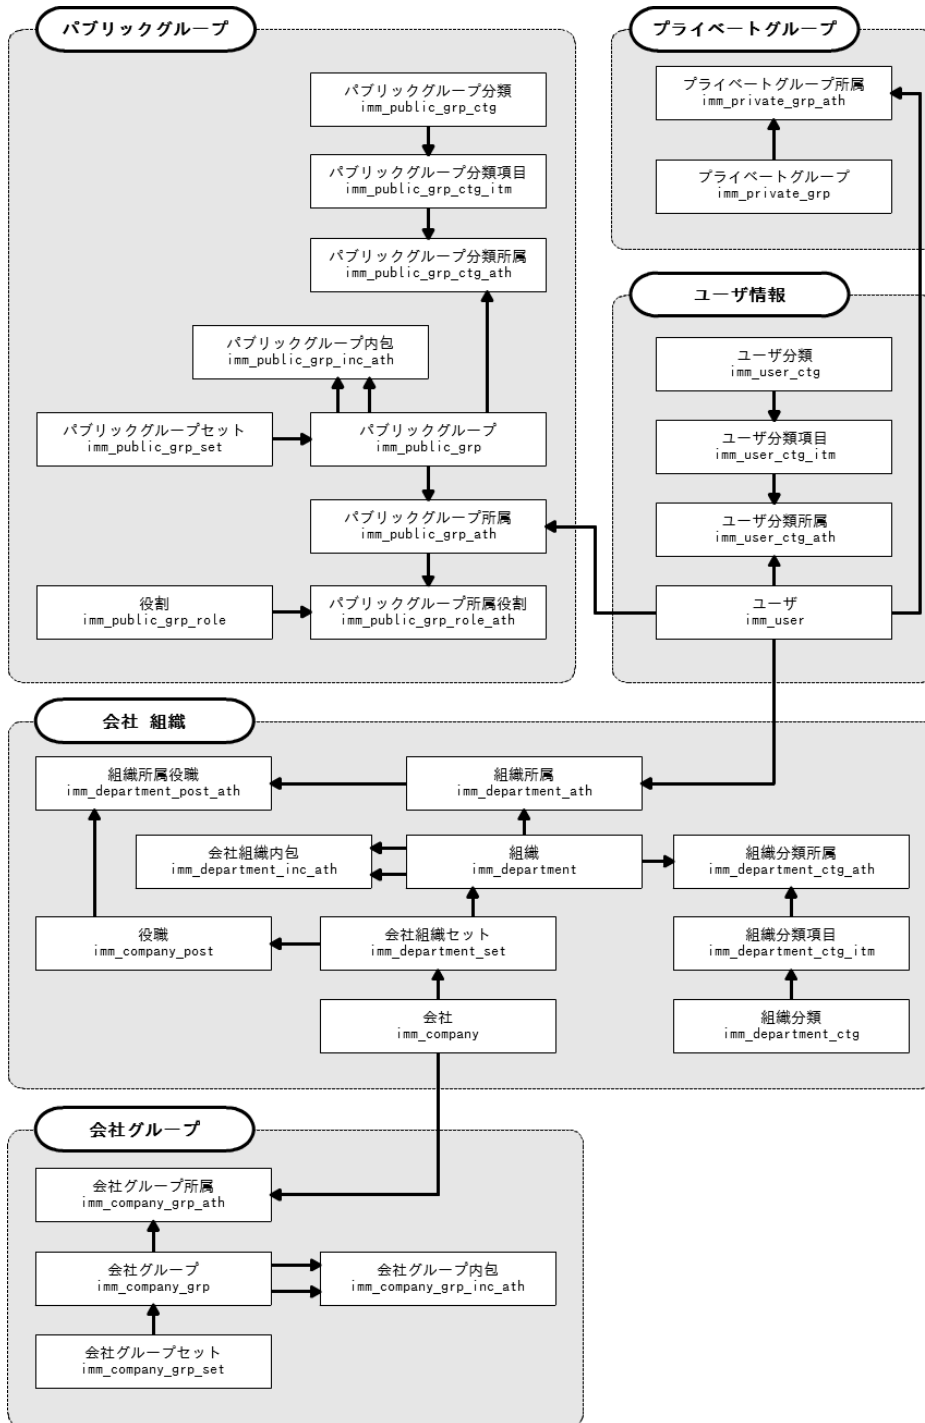 パブリックグループ
パブリックグループ分類
imm_public_grp_ctg
パブリックグループ分類項目
imm_public_grp_ctg_itm
パブリックグループ分類所属
imm_public_grp_ctg_ath
パブリックグループ内包
imm_public_grp_inc_ath
パブリックグループセット
imm_public_grp_set
パブリックグループ
imm_public_grp
パブリックグループ所属
imm_public_grp_ath
役割
imm_public_grp_role
パブリックグループ所属役割
imm_public_grp_role_ath
プライベートグループ
プライベートグループ所属
imm_private_grp_ath
プライベートグループ
imm_private_grp
ユーザ情報
ユーザ分類
imm_user_ctg
ユーザ分類項目
imm_user_ctg_itm
ユーザ分類所属
imm_user_ctg_ath
ユーザ
imm_user
会社 組織
組織所属役職
imm_department_post_ath
組織所属
imm_department_ath
会社組織内包
imm_department_inc_ath
組織
imm_department
組織分類所属
imm_department_ctg_ath
役職
imm_company_post
会社組織セット
imm_department_set
組織分類項目
imm_department_ctg_itm
会社
imm_company
組織分類
imm_department_ctg
会社グループ
会社グループ所属
imm_company_grp_ath
会社グループ
imm_company_grp
会社グループ内包
imm_company_grp_inc_ath
会社グループセット
imm_company_grp_set